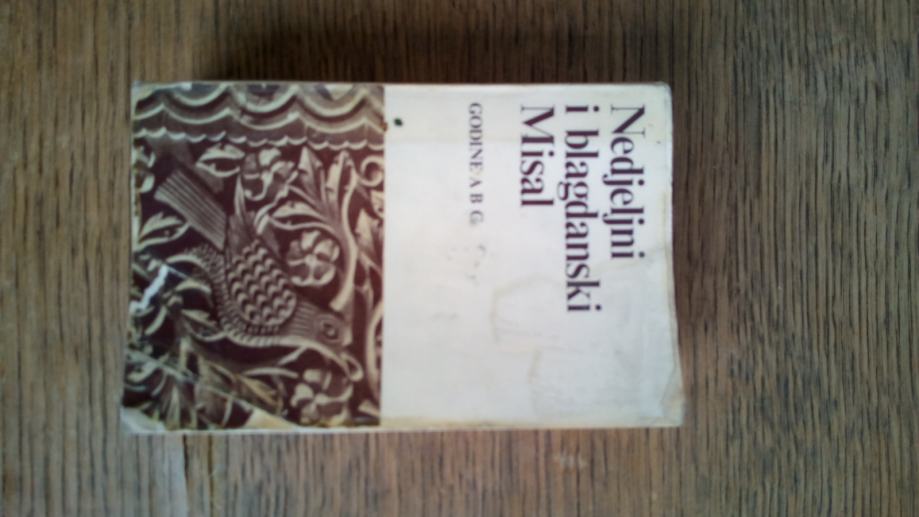 Nedjeljni
i blagdanski
Misal
GODINE A B G